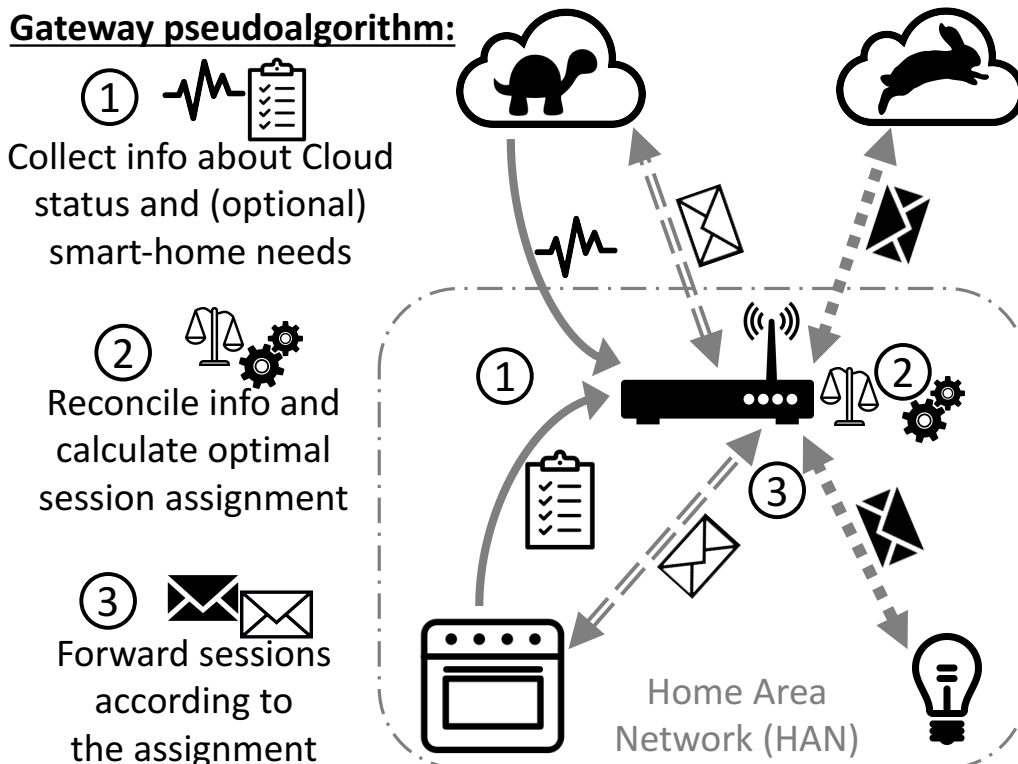 Gateway pseudoalgorithm:
1
Collect info about Cloud
status and (optional)
smart-home needs
2
Reconcile info and
calculate optimal
session assignment
3
Forward sessions
according to
the assignment
1
2
3
Home Area
Network (HAN)